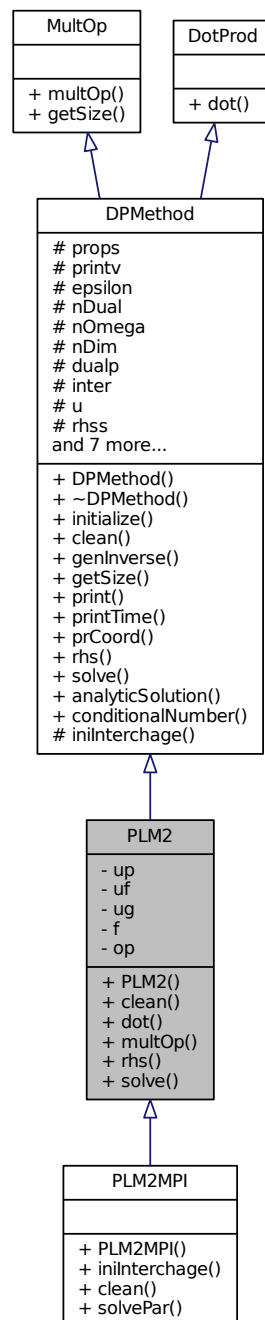 MultOp
+ multOp()
+ getSize()
DotProd
+ dot()
DPMethod
# props
# printv
# epsilon
# nDual
# nOmega
# nDim
# dualp
# inter
# u
# rhss
and 7 more...
+ DPMethod()
+ ~DPMethod()
+ initialize()
+ clean()
+ genInverse()
+ getSize()
+ print()
+ printTime()
+ prCoord()
+ rhs()
+ solve()
+ analyticSolution()
+ conditionalNumber()
# iniInterchage()
PLM2
- up
- uf
- ug
- f
- op
+ PLM2()
+ clean()
+ dot()
+ multOp()
+ rhs()
+ solve()
PLM2MPI
+ PLM2MPI()
+ iniInterchage()
+ clean()
+ solvePar()